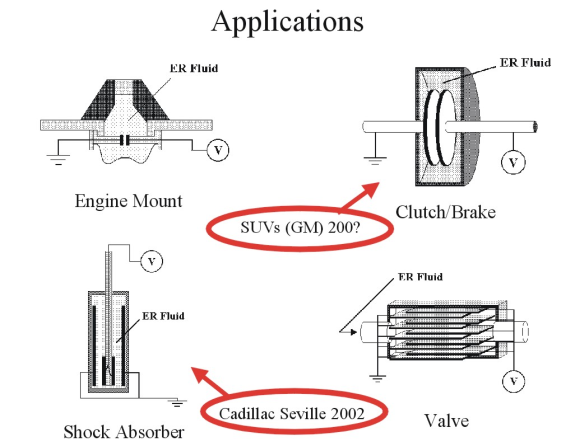 Applications
ER Fluid
V
Engine Mount
ER Fluid
V
Clutch/Brake
SUVs (GM) 200?
V
ER Fluid
Shock Absorber
Cadillac Seville 2002
ER Fluid
V
Valve